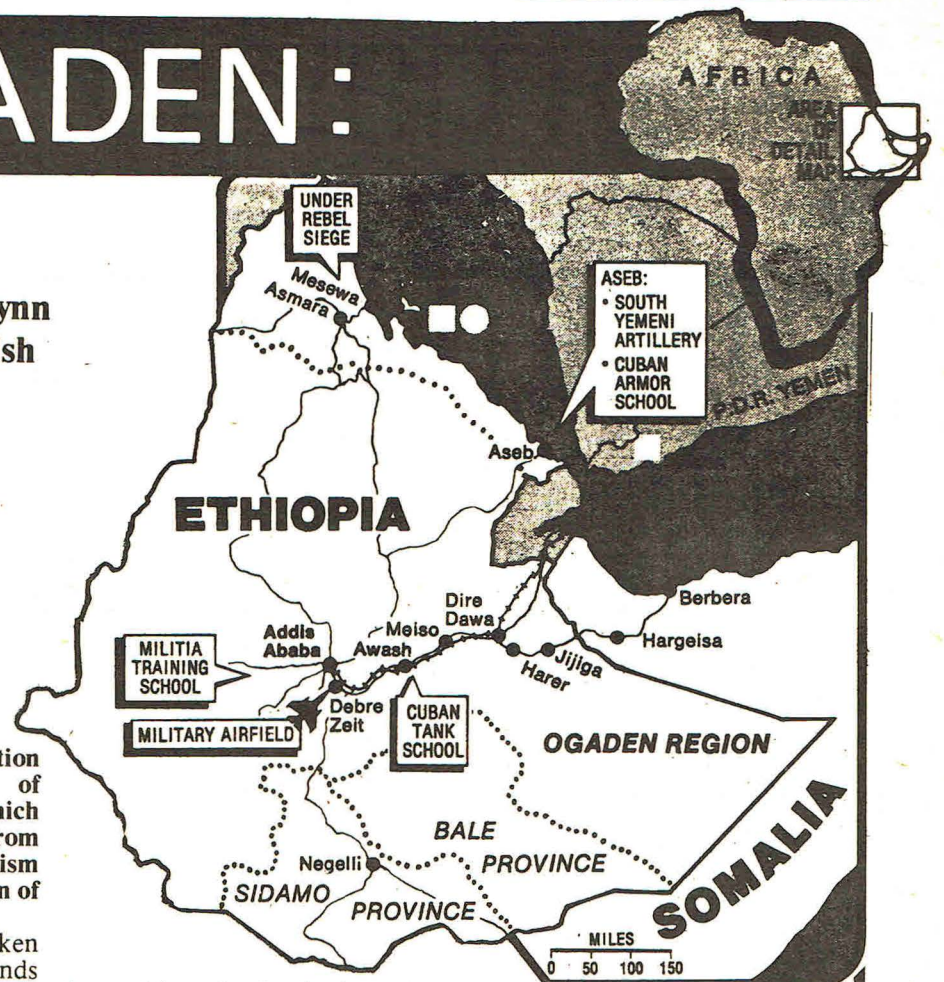 ADEN:
AFRICA
AREA
OF
DETAIL
MAP
UNDER
REBEL
SIEGE
ynn
sh
Mesewa
Asmara
ASEB:
• SOUTH
YEMENI
ARTILLERY
• CUBAN
ARMOR
SCHOOL
P.D.R. YEMEN
Aseb
ETHIOPIA
Berbera
Dire
Dawa
Hargeisa
Addis
Ababa
Meiso
Awash
Jijiga
Harer
MILITIA
TRAINING
SCHOOL
Debre
Zeit
MILITARY AIRFIELD
CUBAN
TANK
SCHOOL
OGADEN REGION
tion
of
hich
rom
ism
n of
BALE
PROVINCE
Negelli
SIDAMO
PROVINCE
SOMALIA
ken
nds
MILES
0 50 100 150